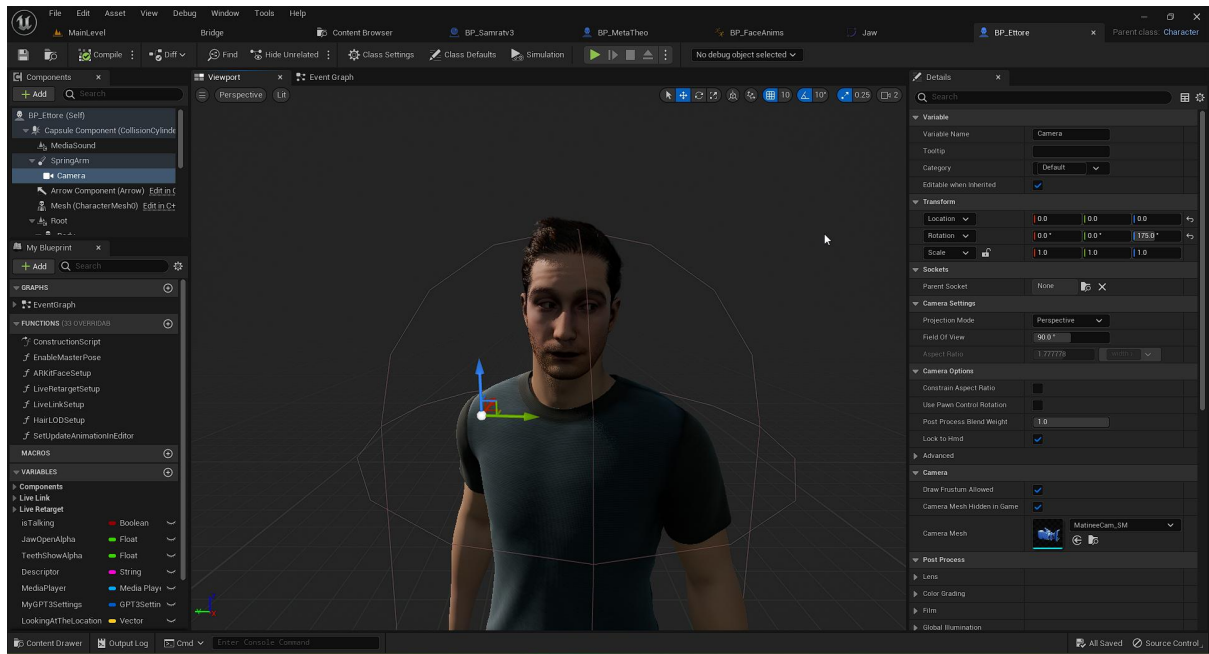 File Edit Asset View Debug Window Tools Help
MainLevel Bridge Content Browser BP_Samratv3 BP_MetaTheo BP_FaceAnims Jaw BP_Ettore Parent class: Character
Compile Diff Find Hide Unrelated Class Settings Class Defaults Simulation No debug object selected
Components
Add Search
BP_Ettore (Self)
Capsule Component (CollisionCylinde
MediaSound
SpringArm
Camera
Arrow Component (Arrow) Edit in C
Mesh (CharacterMesh0) Edit in C+
Root
Body
My Blueprint
Add Search
GRAPHS
EventGraph
FUNCTIONS (33 OVERRIDAB
ConstructionScript
EnableMasterPose
ARKitFaceSetup
LiveRetargetSetup
LiveLinkSetup
HairLODSetup
SetUpdateAnimationInEditor
MACROS
VARIABLES
Components
Live Link
Live Retarget
isTalking Boolean
JawOpenAlpha Float
TeethShowAlpha Float
Descriptor String
MediaPlayer Media Playe
MyGPT3Settings GPT3Settin
LookingAtTheLocation Vector
Viewport Event Graph
Perspective Lit
10 10° 0.25 2
Details
Search
Variable
Variable Name Camera
Tooltip
Category Default
Editable when Inherited
Transform
Location 0.0 0.0 0.0
Rotation 0.0° 0.0° 175.0°
Scale 1.0 1.0 1.0
Sockets
Parent Socket None
Camera Settings
Projection Mode Perspective
Field Of View 90.0°
Aspect Ratio 1.777778
Camera Options
Constrain Aspect Ratio
Use Pawn Control Rotation
Post Process Blend Weight 1.0
Lock to Hmd
Advanced
Camera
Draw Frustum Allowed
Camera Mesh Hidden in Game
Camera Mesh MatineeCam_SM
Post Process
Lens
Color Grading
Film
Global Illumination
Content Drawer Output Log Cmd Enter Console Command All Saved Source Control